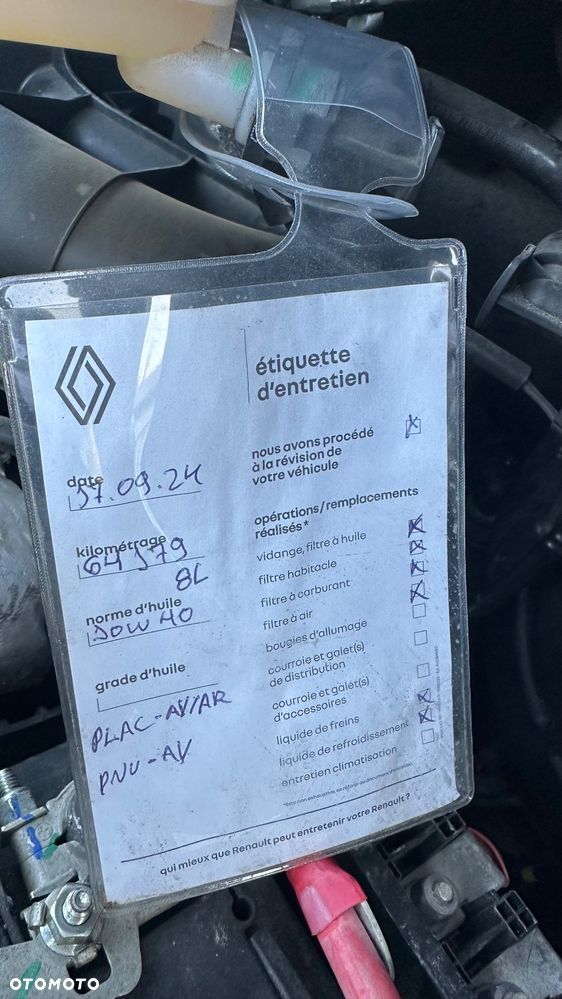 étiquette
d'entretien
nous avons procédé
à la révision de
votre véhicule
date
17.09.24
kilométrage
64579
8L
norme d'huile
grade d'huile
PLAC-AV/AR
PNU-AV
opérations/remplacements
réalisés*
vidange, filtre à huile
filtre habitacle
filtre à carburant
filtre à air
bougies d'allumage
courroie et galet(s)
de distribution
courroie et galet(s)
d'accessoires
liquide de freins
liquide de refroidissement
entretien climatisation
qui mieux que Renault peut entretenir votre Renault ?
OTOMOTO